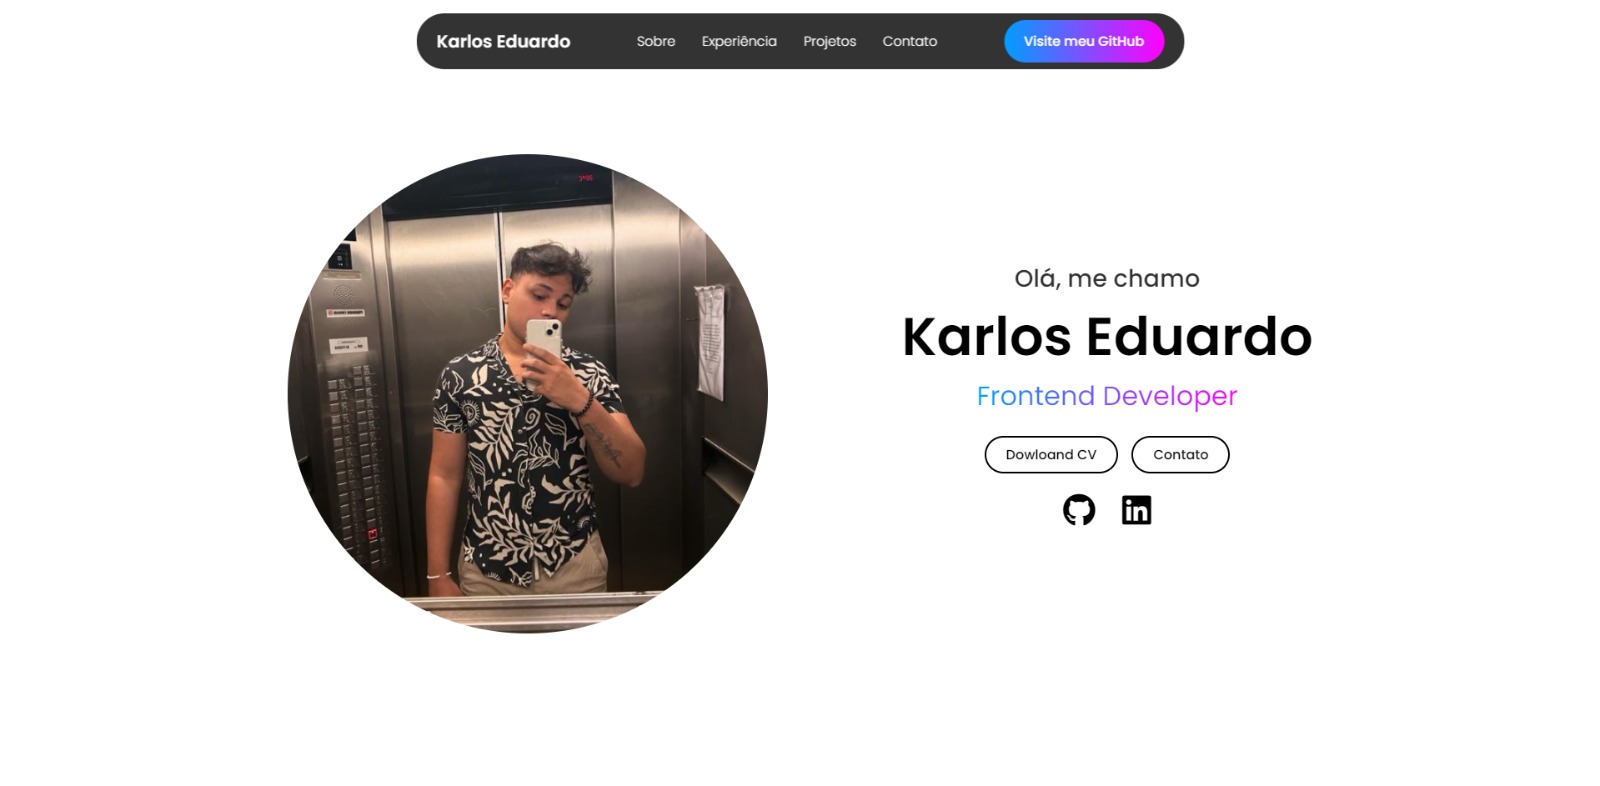 Karlos Eduardo Sobre Experiência Projetos Contato Visite meu GitHub
Olá, me chamo
Karlos Eduardo
Frontend Developer
Dowloand CV Contato
in